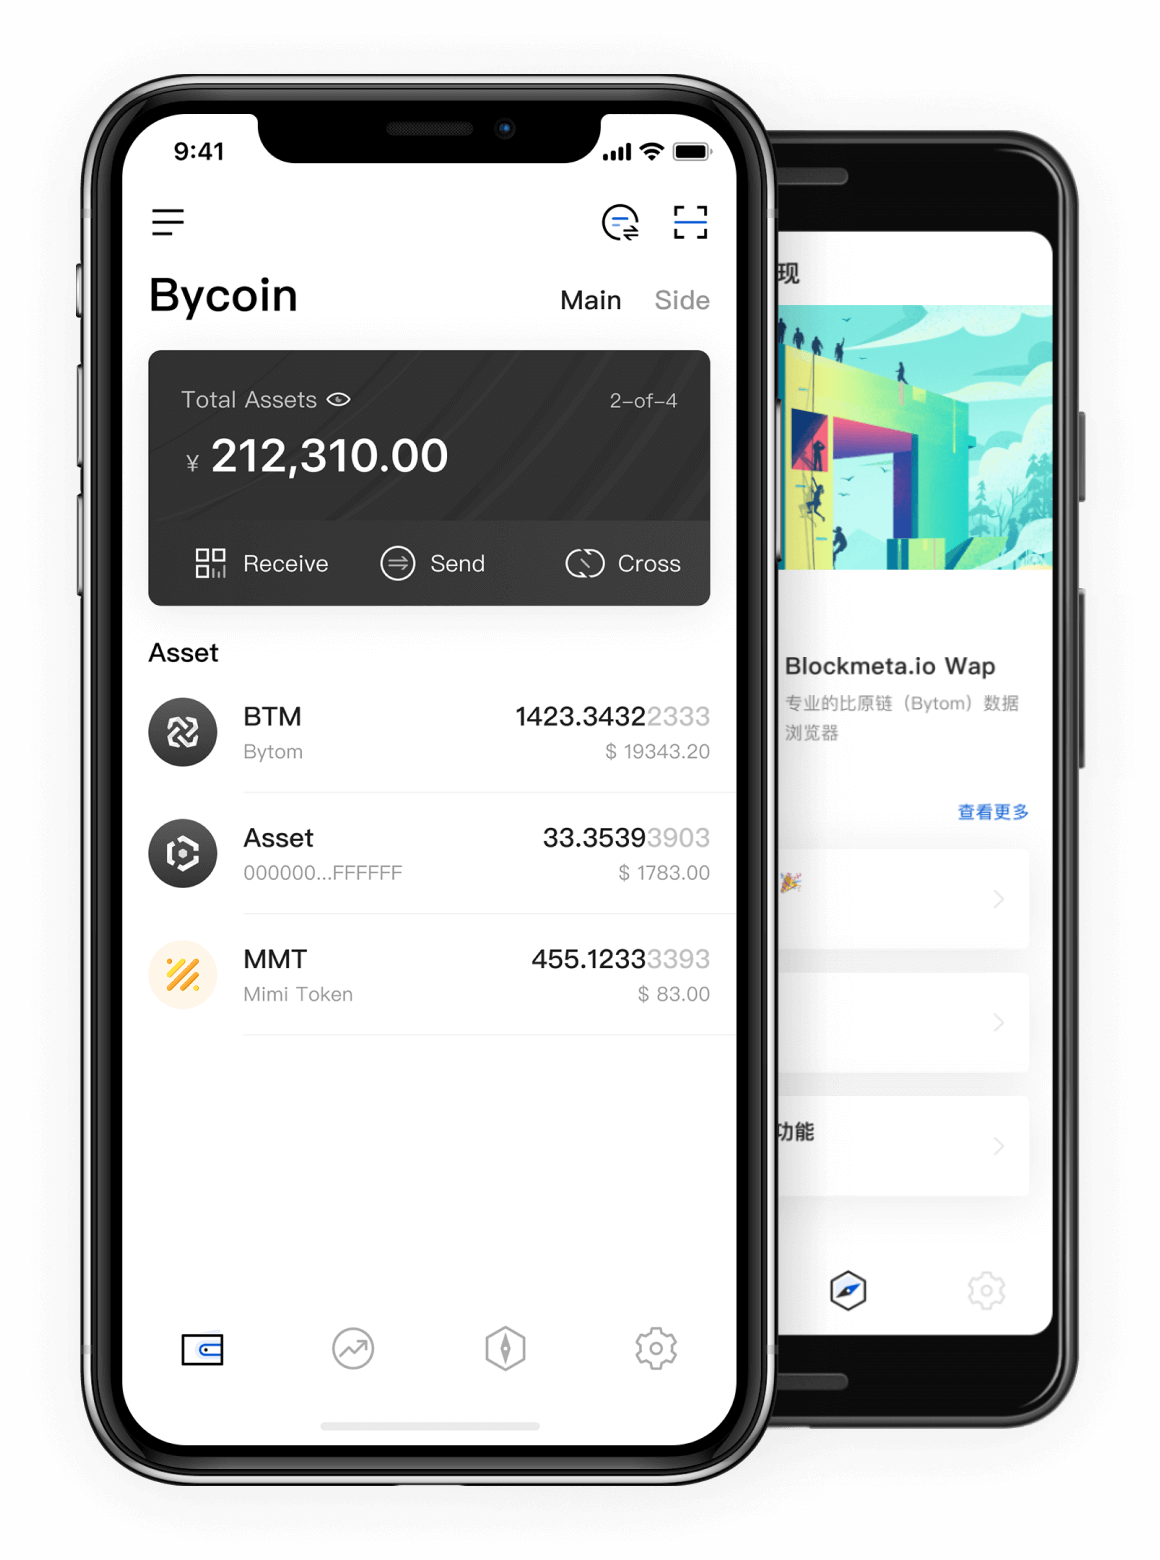 9:41
Bycoin
Main Side
Total Assets
2-of-4
¥ 212,310.00
Receive
Send
Cross
Asset
BTM
1423.34322333
Bytom
$ 19343.20
Asset
33.35393903
000000...FFFFFF
$ 1783.00
MMT
455.12333393
Mimi Token
$ 83.00
现
Blockmeta.io Wap
专业的比原链（Bytom）数据
浏览器
查看更多
功能